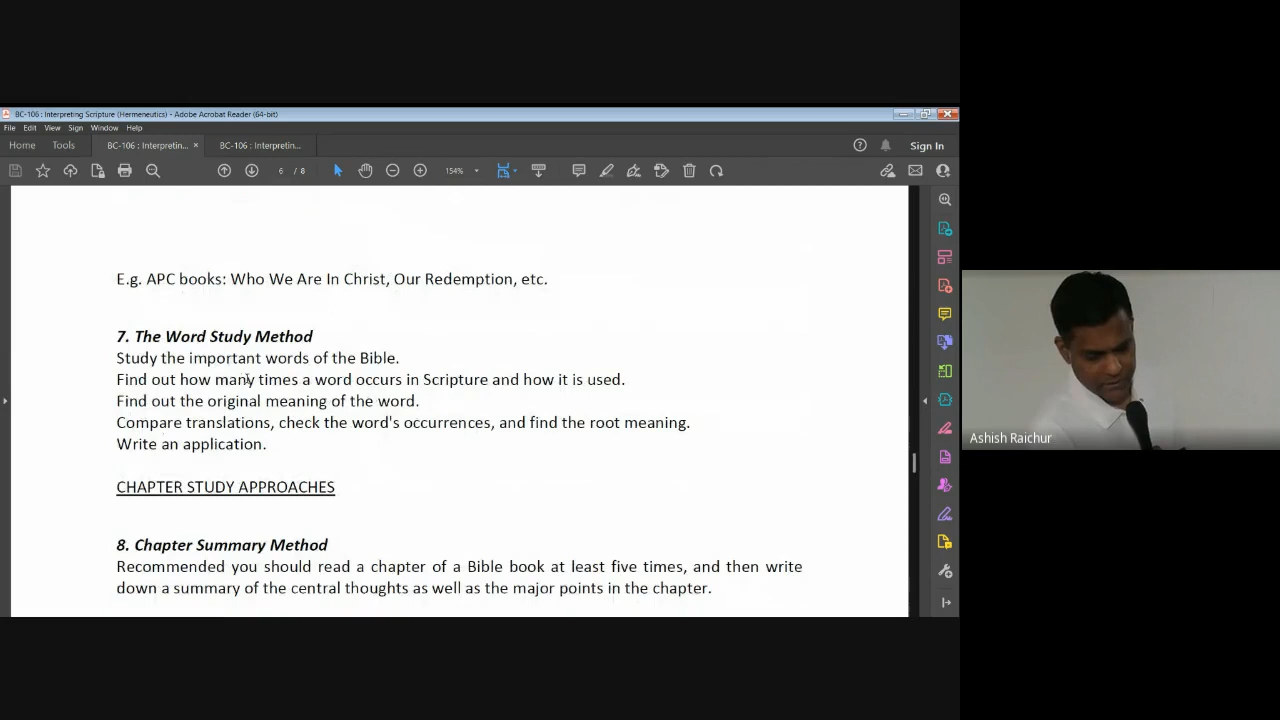 BC-106 : Interpreting Scripture (Hermeneutics) - Adobe Acrobat Reader (64-bit)
File Edit View Sign Window Help
Home Tools BC-106 : Interpretin... × BC-106 : Interpretin... Sign In
6 / 8 154%
E.g. APC books: Who We Are In Christ, Our Redemption, etc.
7. The Word Study Method
Study the important words of the Bible.
Find out how many times a word occurs in Scripture and how it is used.
Find out the original meaning of the word.
Compare translations, check the word's occurrences, and find the root meaning.
Write an application.
CHAPTER STUDY APPROACHES
8. Chapter Summary Method
Recommended you should read a chapter of a Bible book at least five times, and then write
down a summary of the central thoughts as well as the major points in the chapter.
Ashish Raichur